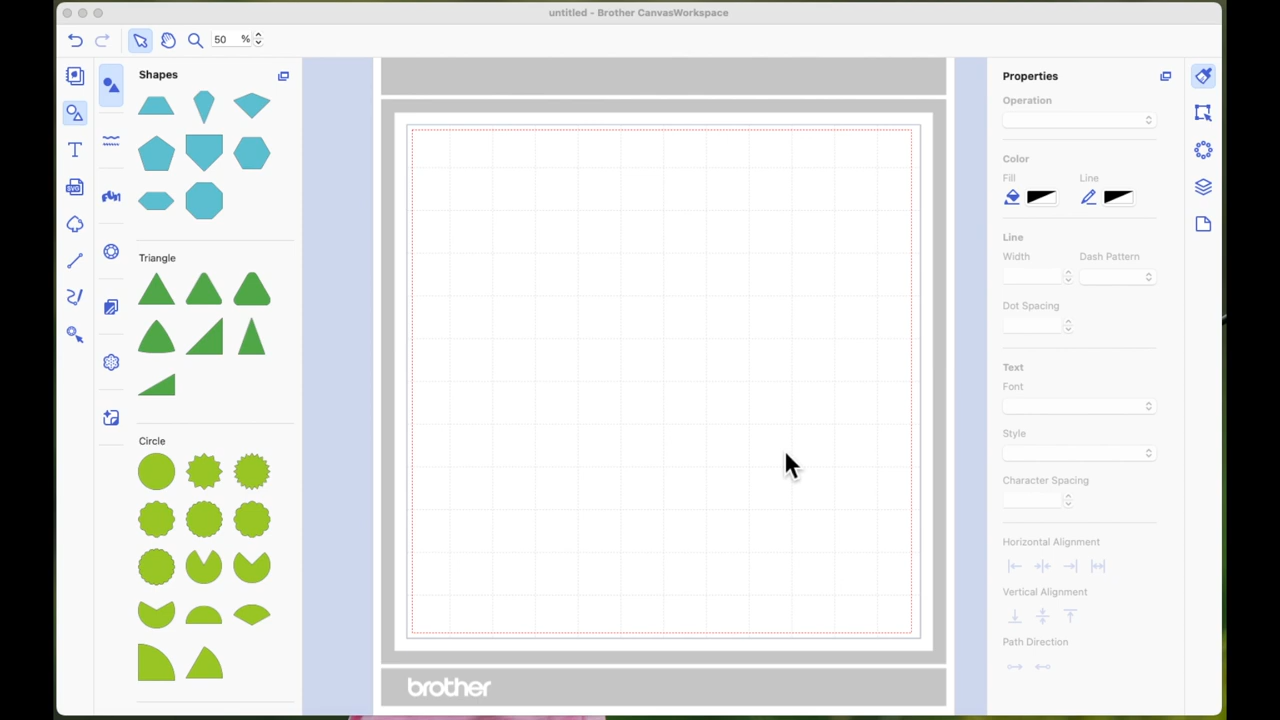 untitled - Brother CanvasWorkspace
50 %
Shapes
Triangle
Circle
T
SVG
brother
Properties
Operation
Color
Fill Line
Line
Width Dash Pattern
Dot Spacing
Text
Font
Style
Character Spacing
Horizontal Alignment
Vertical Alignment
Path Direction